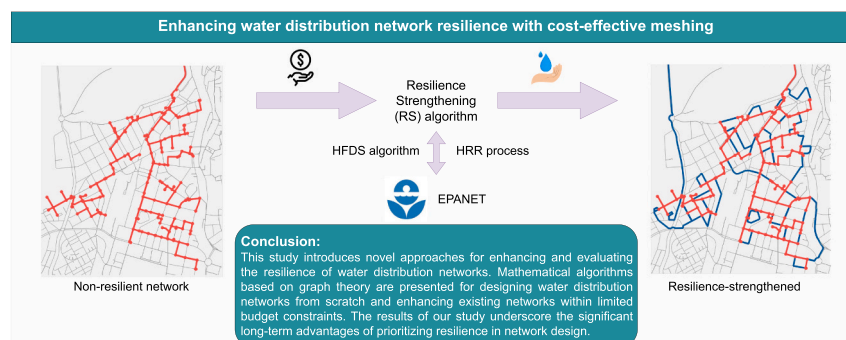 Enhancing water distribution network resilience with cost-effective meshing
$
Resilience
Strengthening
(RS) algorithm
HFDS algorithm
HRR process
EPANET
Non-resilient network
Resilience-strengthened
Conclusion:
This study introduces novel approaches for enhancing and evaluating
the resilience of water distribution networks. Mathematical algorithms
based on graph theory are presented for designing water distribution
networks from scratch and enhancing existing networks within limited
budget constraints. The results of our study underscore the significant
long-term advantages of prioritizing resilience in network design.